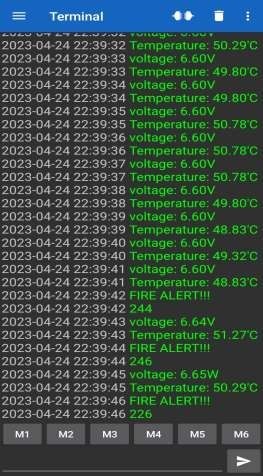 Terminal
2023-04-24 22:39:32 Temperature: 50.29'C
2023-04-24 22:39:33 voltage: 6.60V
2023-04-24 22:39:33 Temperature: 49.80'C
2023-04-24 22:39:34 voltage: 6.60V
2023-04-24 22:39:34 Temperature: 49.80'C
2023-04-24 22:39:35 voltage: 6.60V
2023-04-24 22:39:35 Temperature: 50.78'C
2023-04-24 22:39:36 voltage: 6.60V
2023-04-24 22:39:36 Temperature: 50.78'C
2023-04-24 22:39:37 voltage: 6.60V
2023-04-24 22:39:37 Temperature: 50.78'C
2023-04-24 22:39:38 voltage: 6.60V
2023-04-24 22:39:38 Temperature: 49.80'C
2023-04-24 22:39:39 voltage: 6.60V
2023-04-24 22:39:39 Temperature: 48.83'C
2023-04-24 22:39:40 voltage: 6.60V
2023-04-24 22:39:40 Temperature: 49.32'C
2023-04-24 22:39:41 voltage: 6.60V
2023-04-24 22:39:41 Temperature: 48.83'C
2023-04-24 22:39:42 FIRE ALERT!!!
2023-04-24 22:39:42 244
2023-04-24 22:39:43 voltage: 6.64V
2023-04-24 22:39:43 Temperature: 51.27'C
2023-04-24 22:39:44 FIRE ALERT!!!
2023-04-24 22:39:44 246
2023-04-24 22:39:45 voltage: 6.65W
2023-04-24 22:39:45 Temperature: 50.29'C
2023-04-24 22:39:46 FIRE ALERT!!!
2023-04-24 22:39:46 226
M1 M2 M3 M4 M5 M6